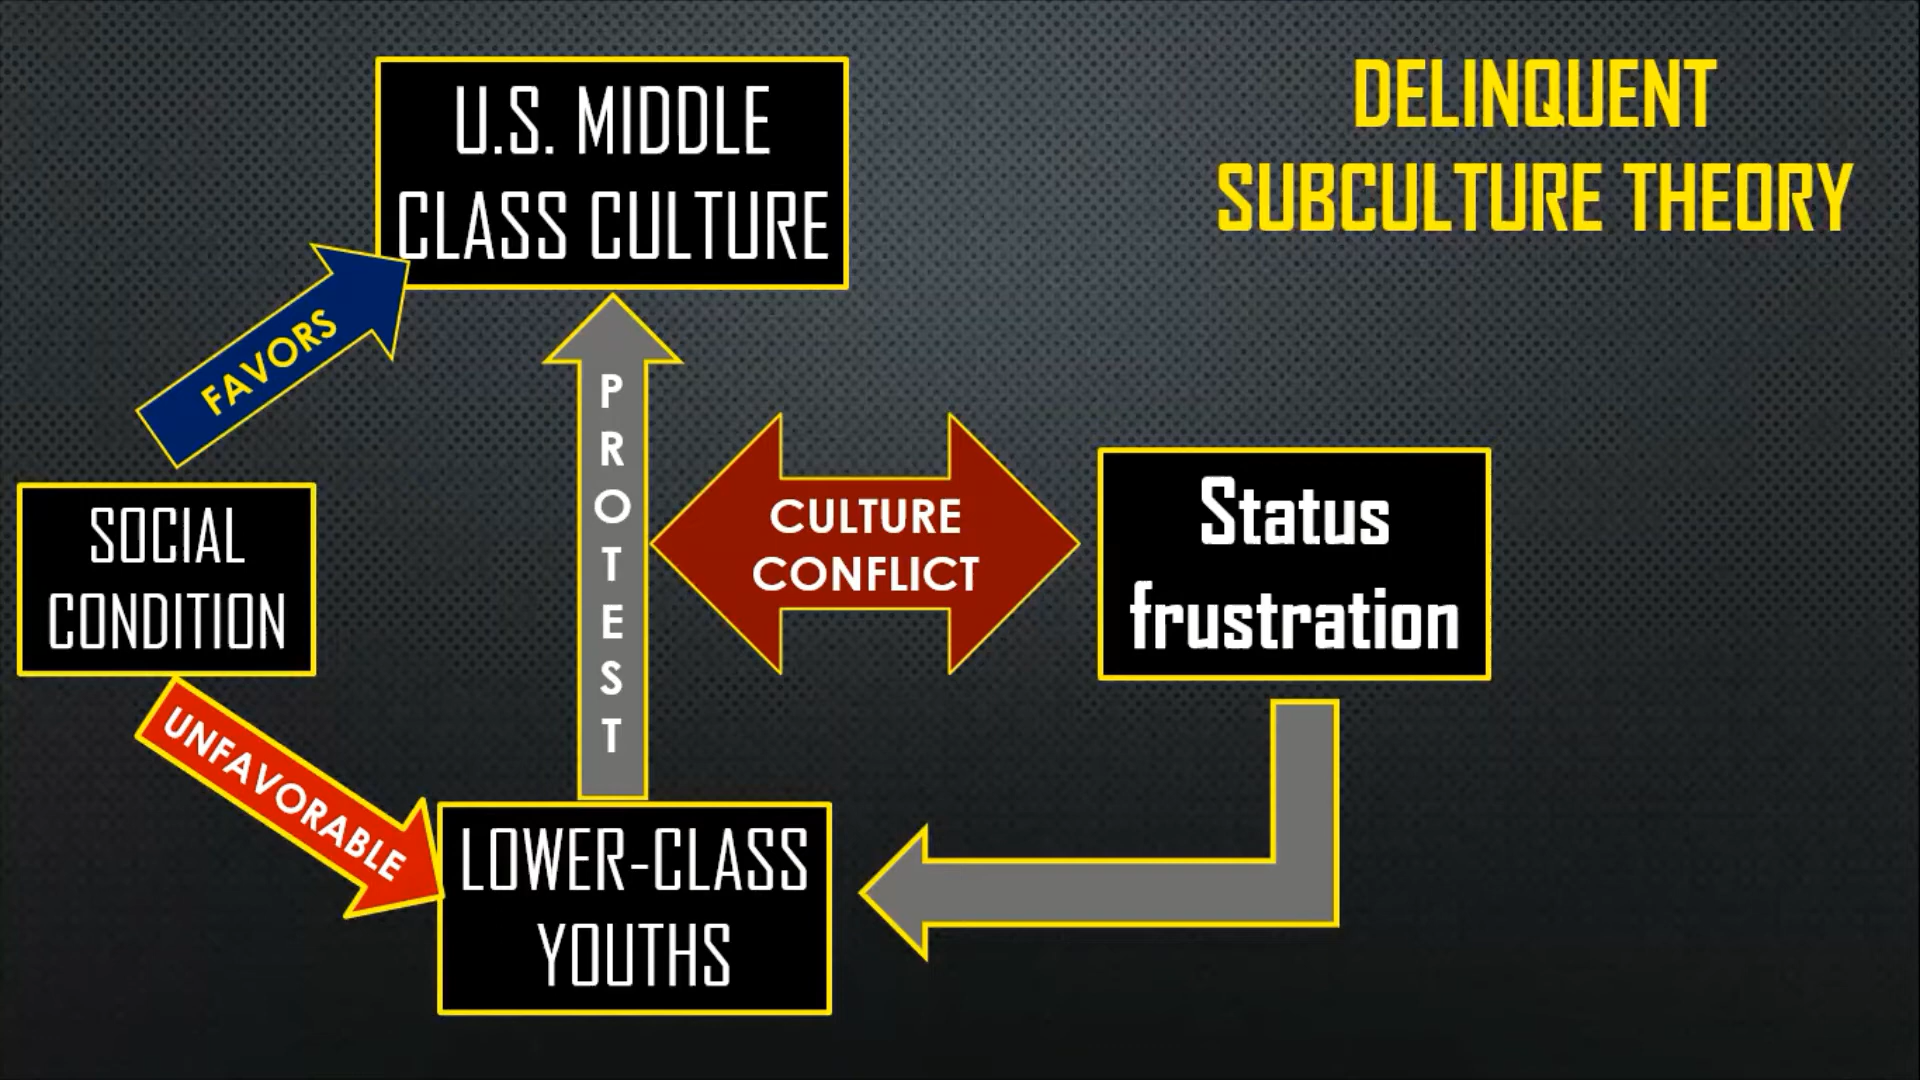 DELINQUENT
SUBCULTURE THEORY
U.S. MIDDLE
CLASS CULTURE
FAVORS
SOCIAL
CONDITION
UNFAVORABLE
PROTEST
CULTURE
CONFLICT
Status
frustration
LOWER-CLASS
YOUTHS